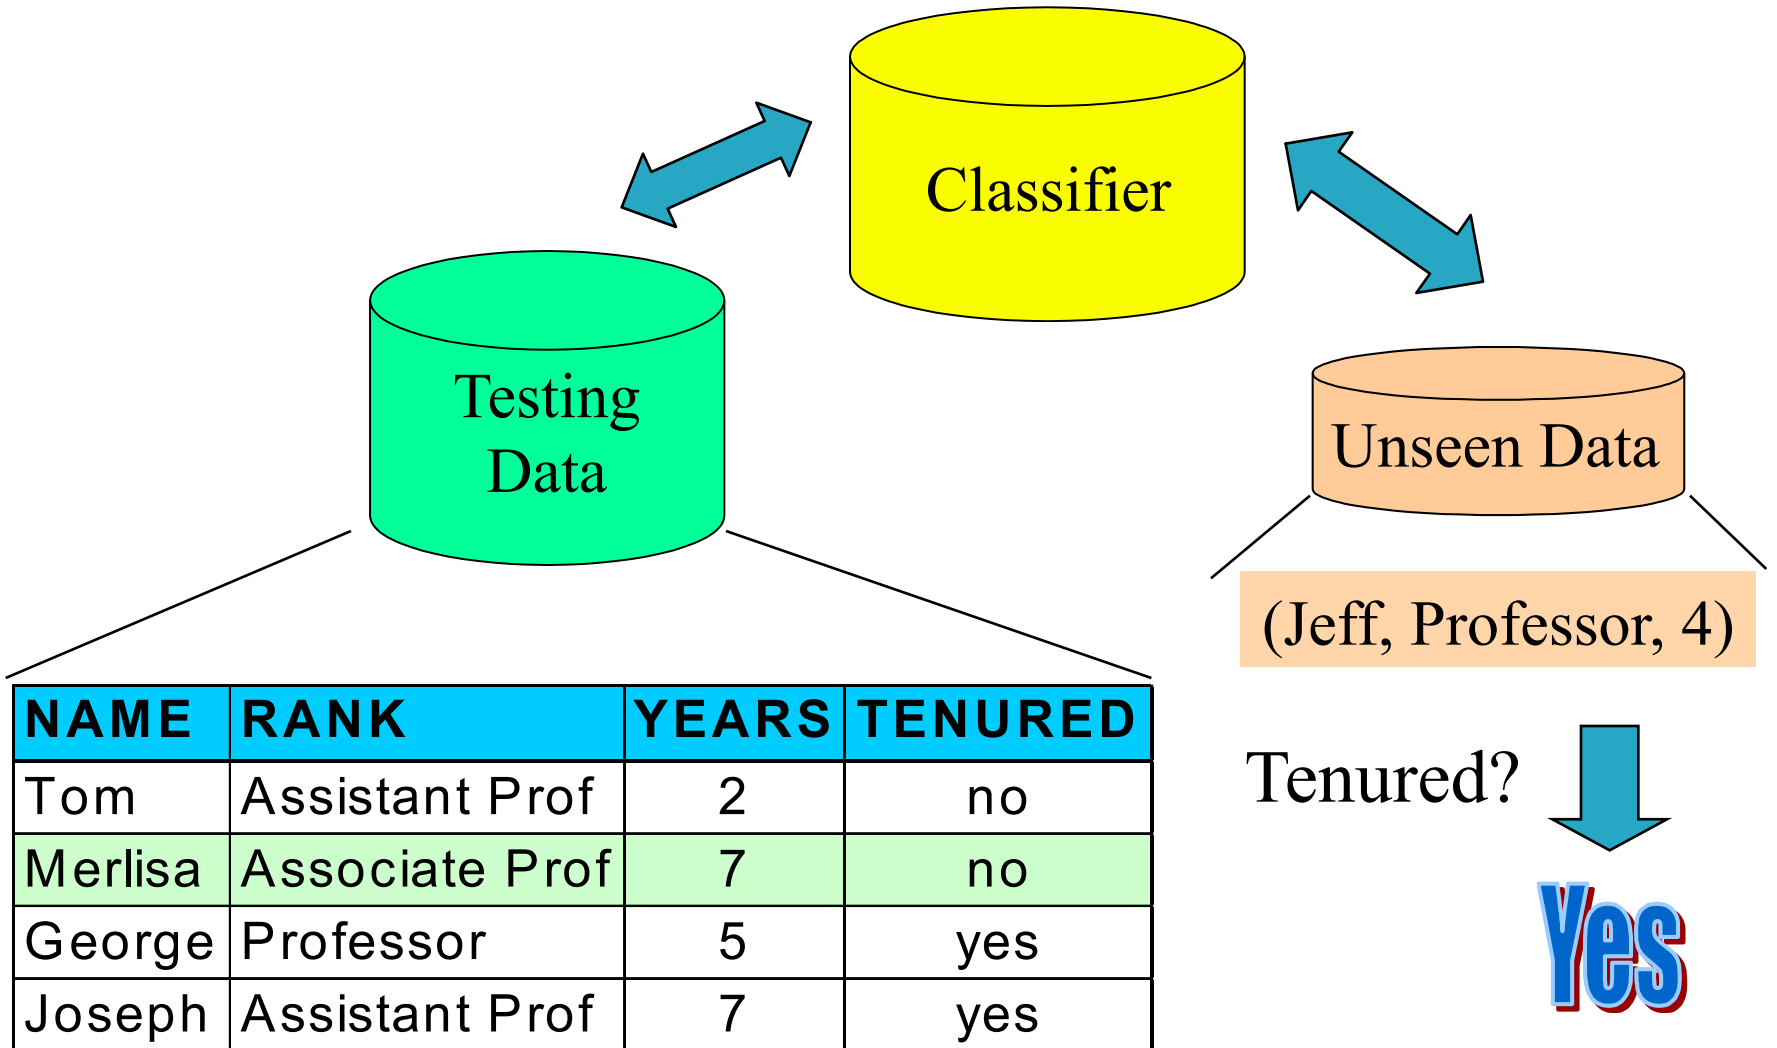 Classifier
Testing
Data
Unseen Data
(Jeff, Professor, 4)
NAME RANK YEARS TENURED
Tom Assistant Prof 2 no
Merlisa Associate Prof 7 no
George Professor 5 yes
Joseph Assistant Prof 7 yes
Tenured?
Yes